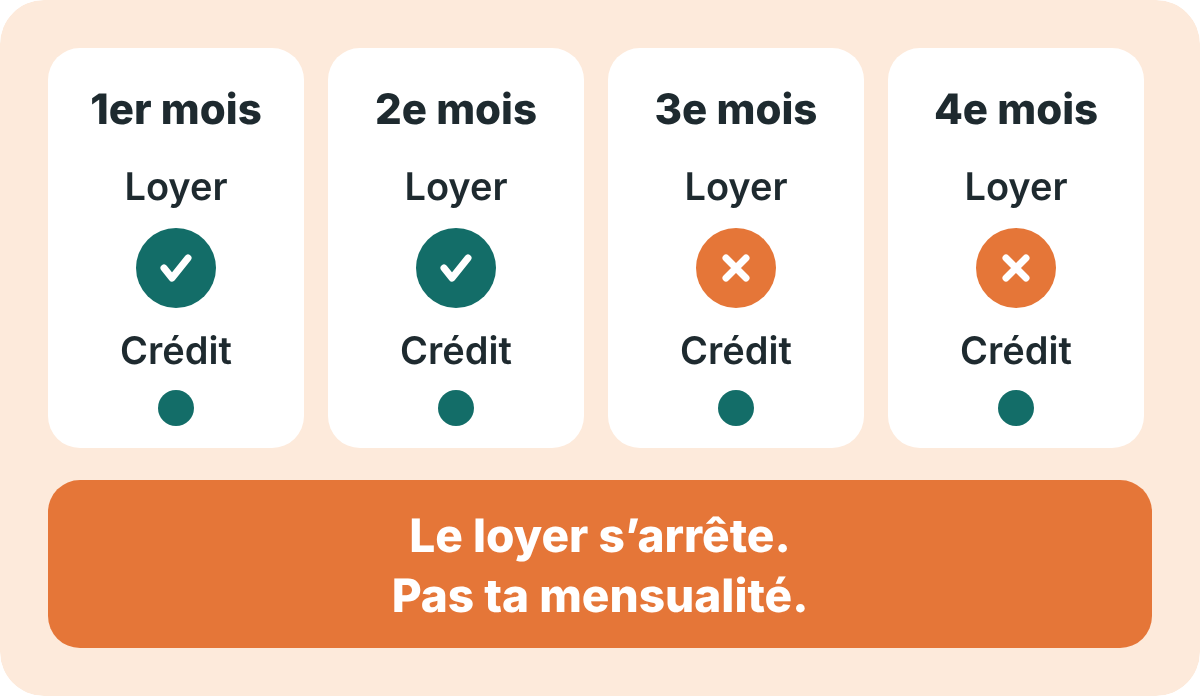 1er mois
Loyer
Crédit
2e mois
Loyer
Crédit
3e mois
Loyer
Crédit
4e mois
Loyer
Crédit
Le loyer s’arrête.
Pas ta mensualité.